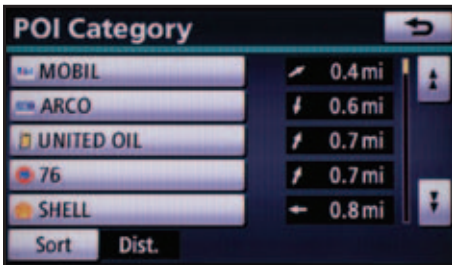 POI Category
MOBIL 0.4mi
ARCO 0.6mi
UNITED OIL 0.7mi
76 0.7mi
SHELL 0.8mi
Sort Dist.